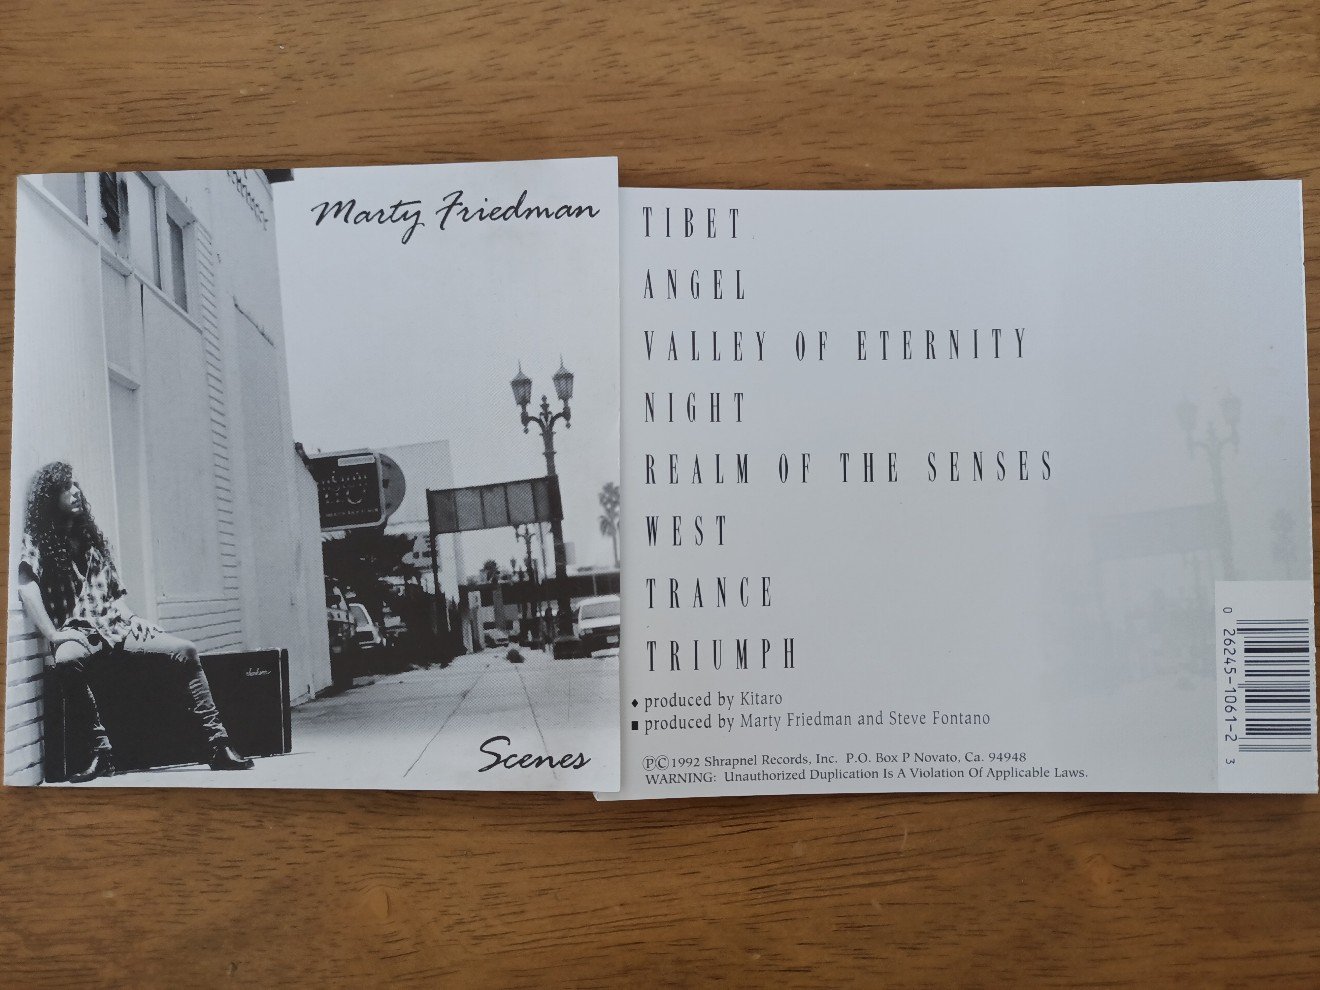 Marty Friedman
Scenes
Jackson
TIBET
ANGEL
VALLEY OF ETERNITY
NIGHT
REALM OF THE SENSES
WEST
TRANCE
TRIUMPH
♦ produced by Kitaro
■ produced by Marty Friedman and Steve Fontano
ⓅⒸ1992 Shrapnel Records, Inc. P.O. Box P Novato, Ca. 94948
WARNING: Unauthorized Duplication Is A Violation Of Applicable Laws.
0 26245-1061-2 3